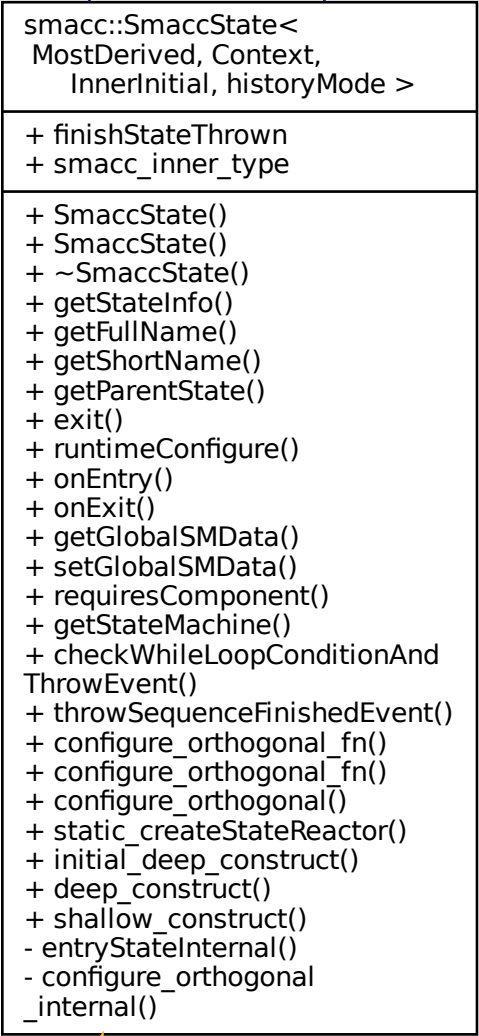 smacc::SmaccState<
MostDerived, Context,
InnerInitial, historyMode >
+ finishStateThrown
+ smacc_inner_type
+ SmaccState()
+ SmaccState()
+ ~SmaccState()
+ getStateInfo()
+ getFullName()
+ getShortName()
+ getParentState()
+ exit()
+ runtimeConfigure()
+ onEntry()
+ onExit()
+ getGlobalSMData()
+ setGlobalSMData()
+ requiresComponent()
+ getStateMachine()
+ checkWhileLoopConditionAnd
ThrowEvent()
+ throwSequenceFinishedEvent()
+ configure_orthogonal_fn()
+ configure_orthogonal_fn()
+ configure_orthogonal()
+ static_createStateReactor()
+ initial_deep_construct()
+ deep_construct()
+ shallow_construct()
- entryStateInternal()
- configure_orthogonal
_internal()